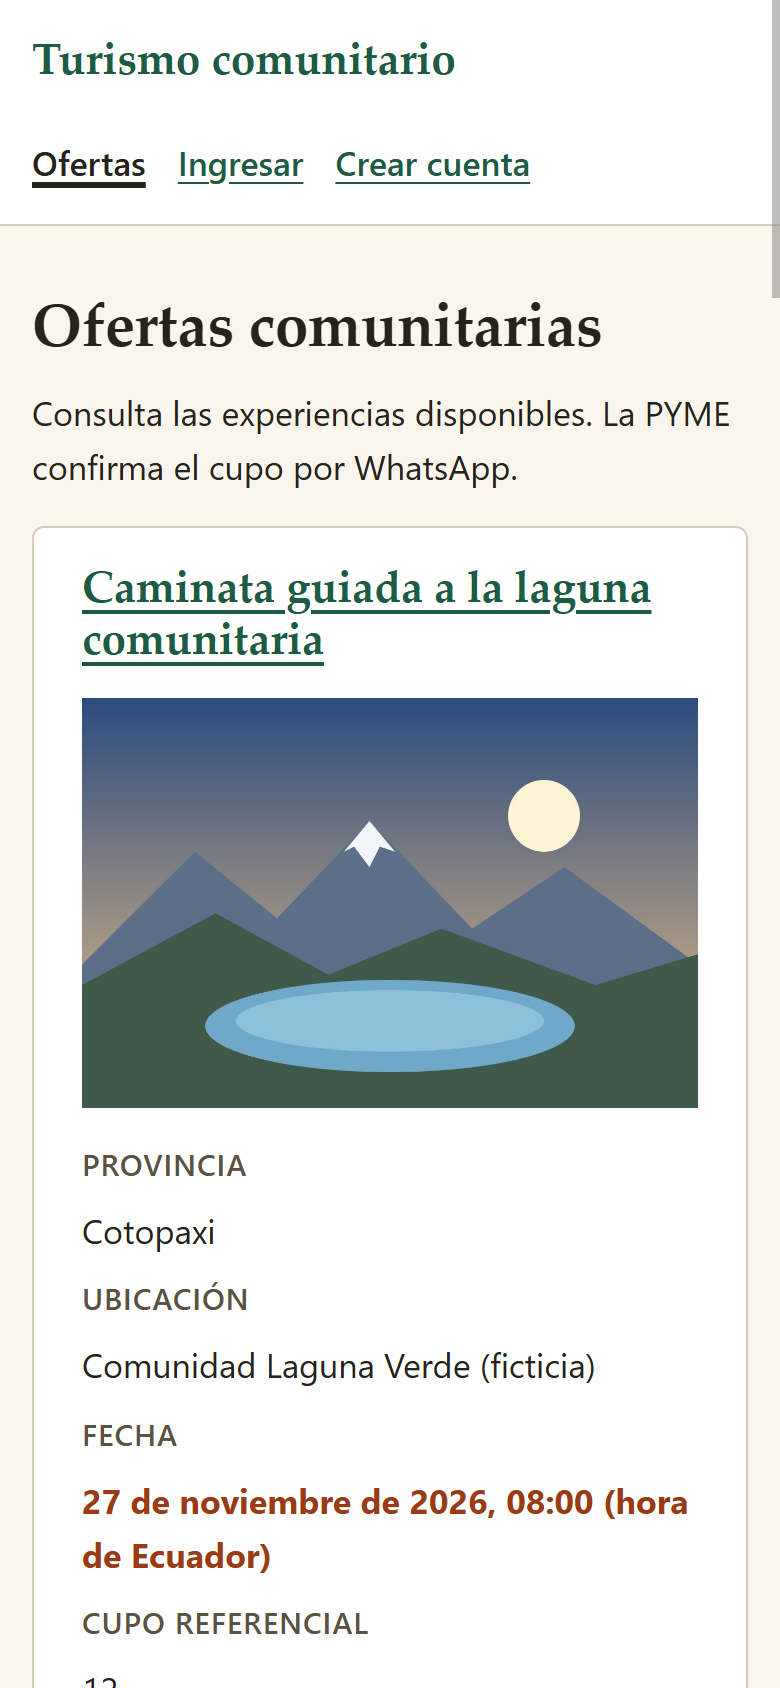 Turismo comunitario
Ofertas Ingresar Crear cuenta
Ofertas comunitarias
Consulta las experiencias disponibles. La PYME
confirma el cupo por WhatsApp.
Caminata guiada a la laguna
comunitaria
PROVINCIA
Cotopaxi
UBICACIÓN
Comunidad Laguna Verde (ficticia)
FECHA
27 de noviembre de 2026, 08:00 (hora
de Ecuador)
CUPO REFERENCIAL
12